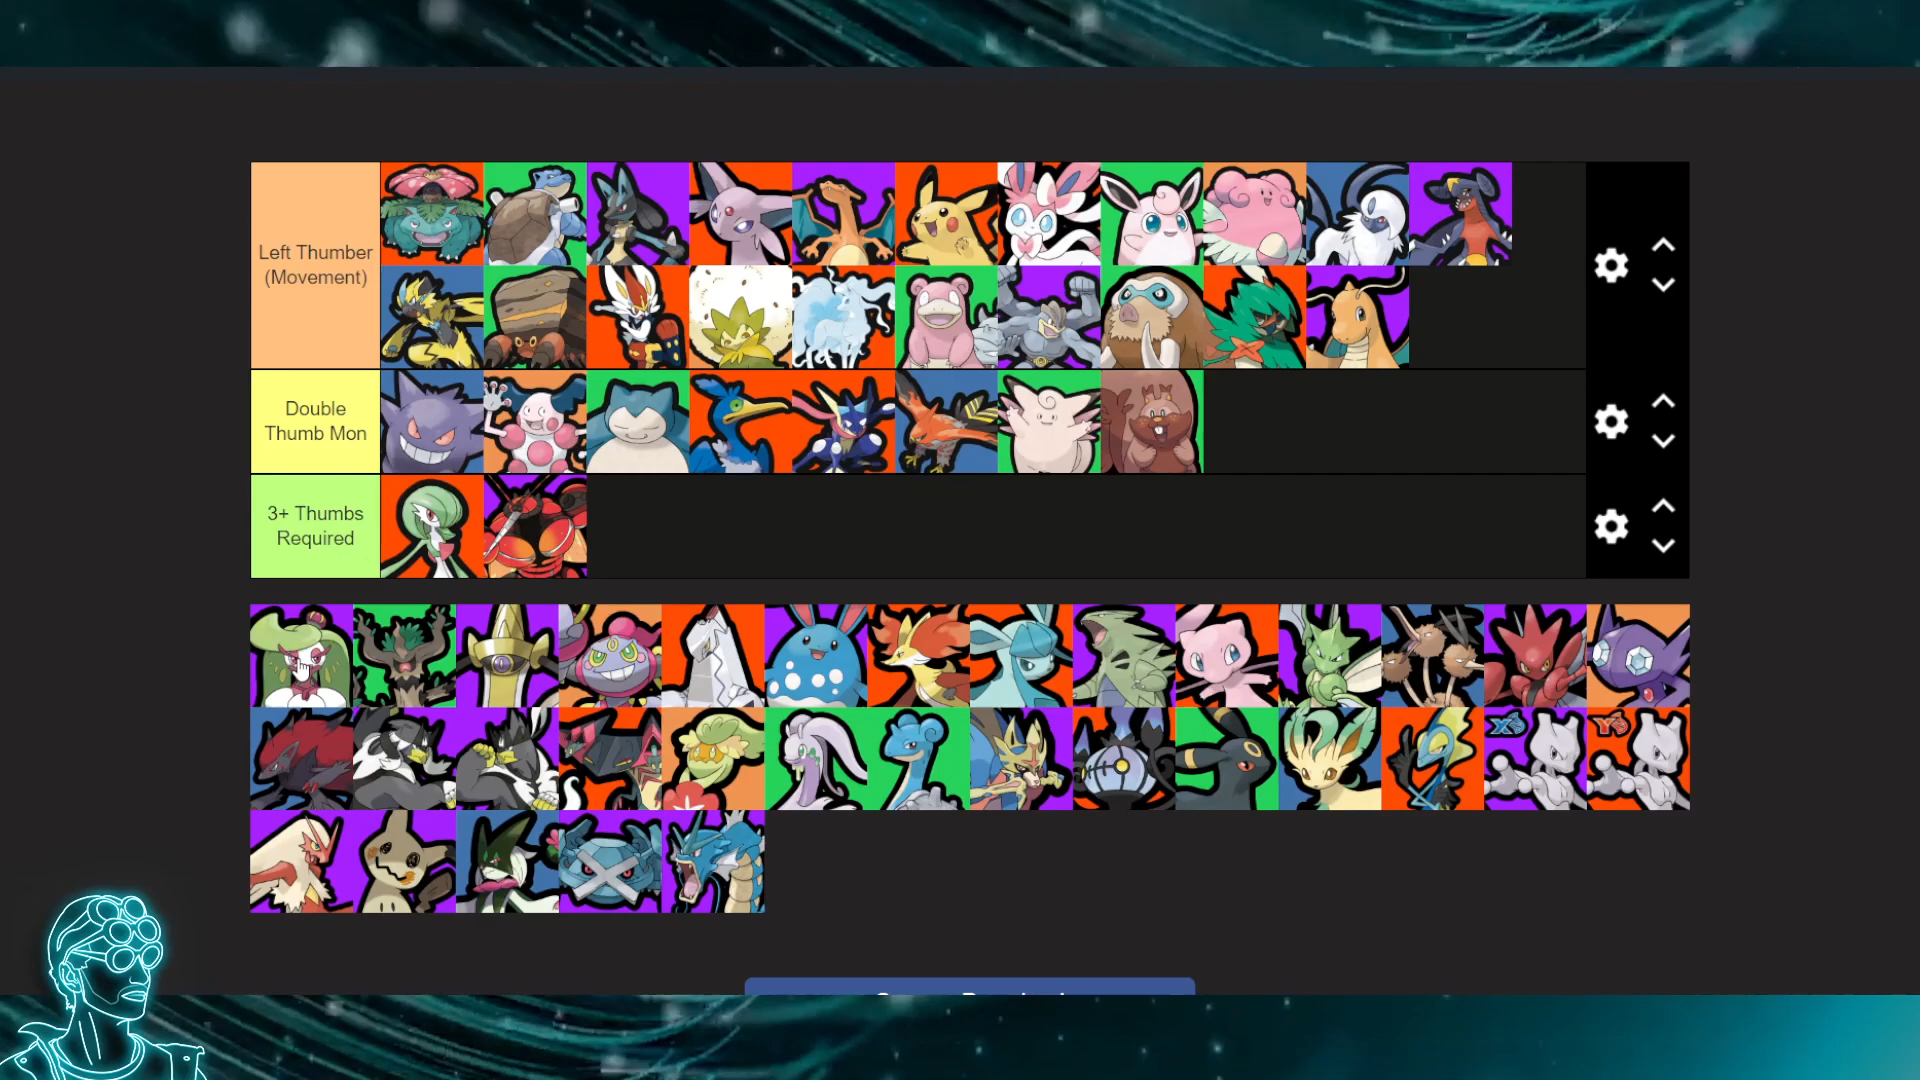 Left Thumber
(Movement)
Double
Thumb Mon
3+ Thumbs
Required
X
Y